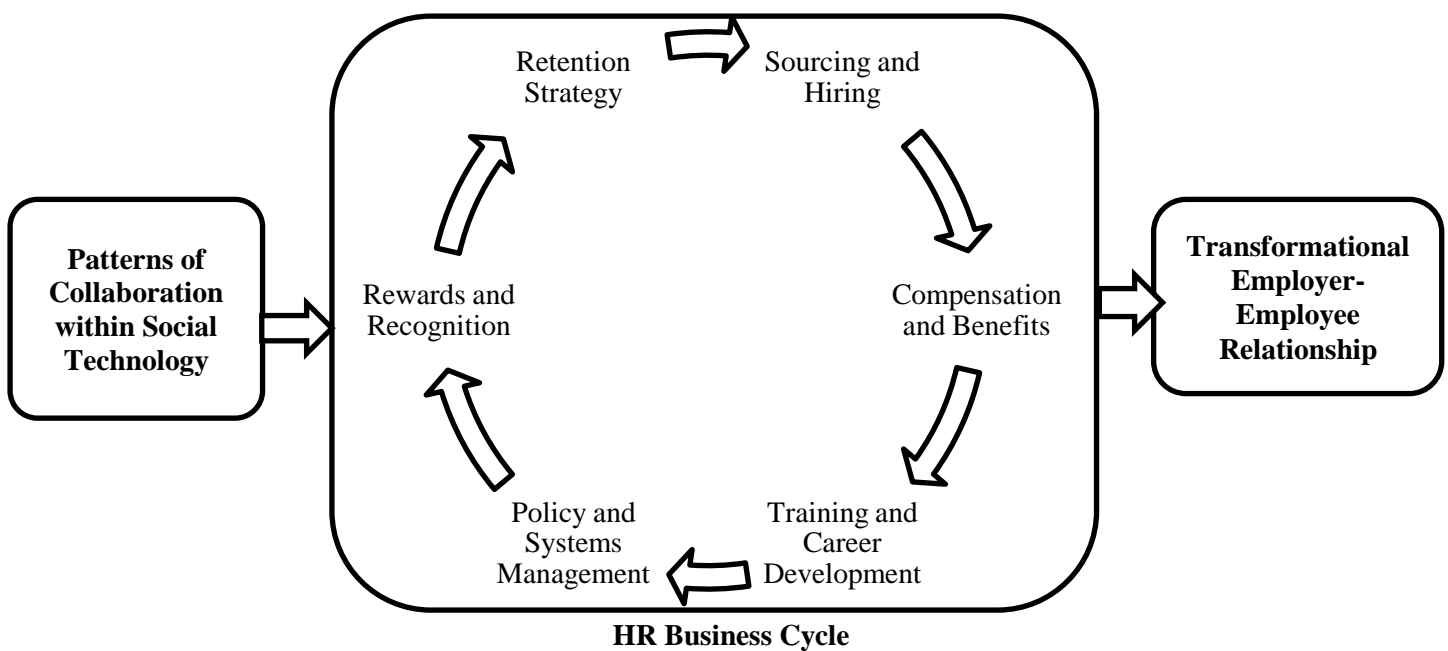 Retention
Strategy
Sourcing and
Hiring
Patterns of
Collaboration
within Social
Technology
Rewards and
Recognition
Compensation
and Benefits
Transformational
Employer-
Employee
Relationship
Policy and
Systems
Management
Training and
Career
Development
HR Business Cycle